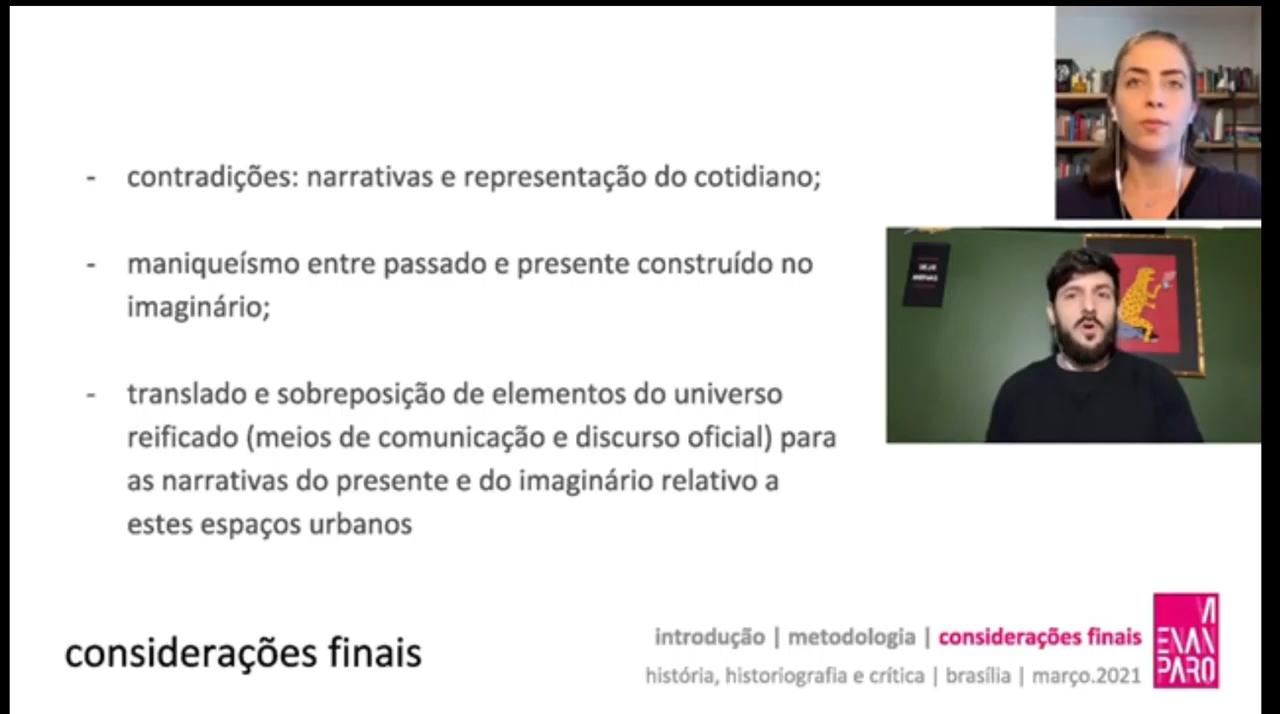 - contradições: narrativas e representação do cotidiano;
- maniqueísmo entre passado e presente construído no
imaginário;
- translado e sobreposição de elementos do universo
reificado (meios de comunicação e discurso oficial) para
as narrativas do presente e do imaginário relativo a
estes espaços urbanos
considerações finais
introdução | metodologia | considerações finais
história, historiografia e crítica | brasília | março.2021
VI
ENAN
PARQ